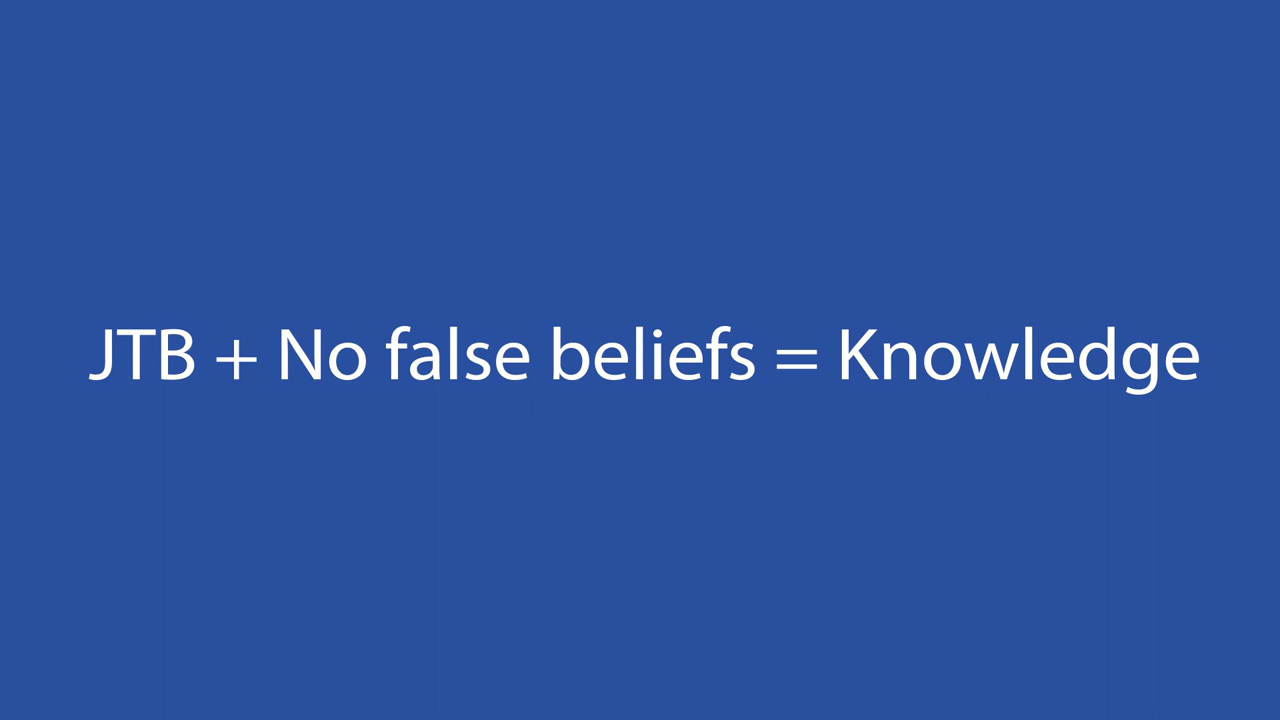 JTB + No false beliefs = Knowledge